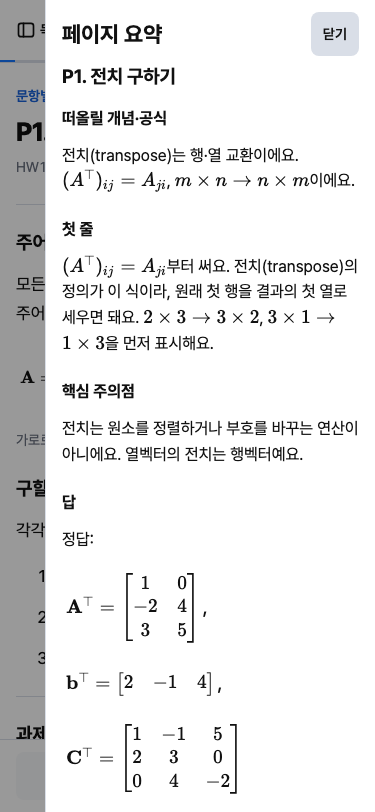 페이지 요약
닫기
P1. 전치 구하기
떠올릴 개념·공식
전치(transpose)는 행·열 교환이에요.
(A⊤)ij = Aji, m × n → n × m이에요.
첫 줄
(A⊤)ij = Aji부터 써요. 전치(transpose)의
정의가 이 식이라, 원래 첫 행을 결과의 첫 열로
세우면 돼요. 2 × 3 → 3 × 2, 3 × 1 →
1 × 3을 먼저 표시해요.
핵심 주의점
전치는 원소를 정렬하거나 부호를 바꾸는 연산이
아니에요. 열벡터의 전치는 행벡터예요.
답
정답:
A⊤ = [1 0
-2 4
3 5],
b⊤ = [2 -1 4],
C⊤ = [1 -1 5
2 3 0
0 4 -2]
P1.
HW1
주어
모든
주어
A =
구할
각각
1
2
3
과제